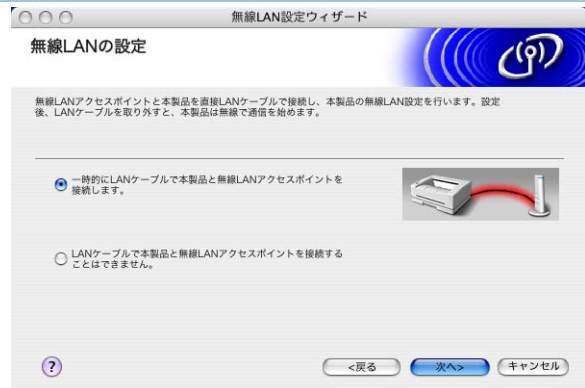 無線LAN設定ウィザード
無線LANの設定
無線LANアクセスポイントと本製品を直接LANケーブルで接続し、本製品の無線LAN設定を行います。設定
後、LANケーブルを取り外すと、本製品は無線で通信を始めます。
一時的にLANケーブルで本製品と無線LANアクセスポイントを
接続します。
LANケーブルで本製品と無線LANアクセスポイントを接続する
ことはできません。
?
<戻る
次へ>
キャンセル